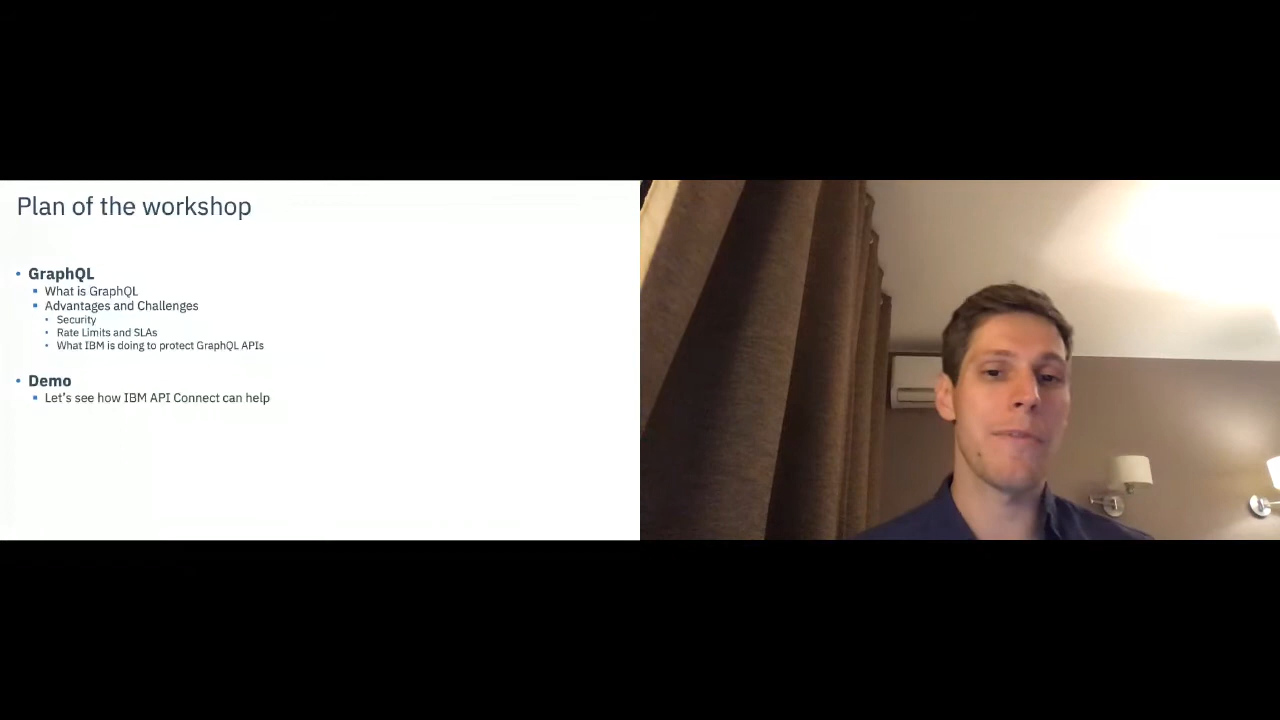 Plan of the workshop
• GraphQL
▪ What is GraphQL
▪ Advantages and Challenges
• Security
• Rate Limits and SLAs
• What IBM is doing to protect GraphQL APIs
• Demo
▪ Let's see how IBM API Connect can help